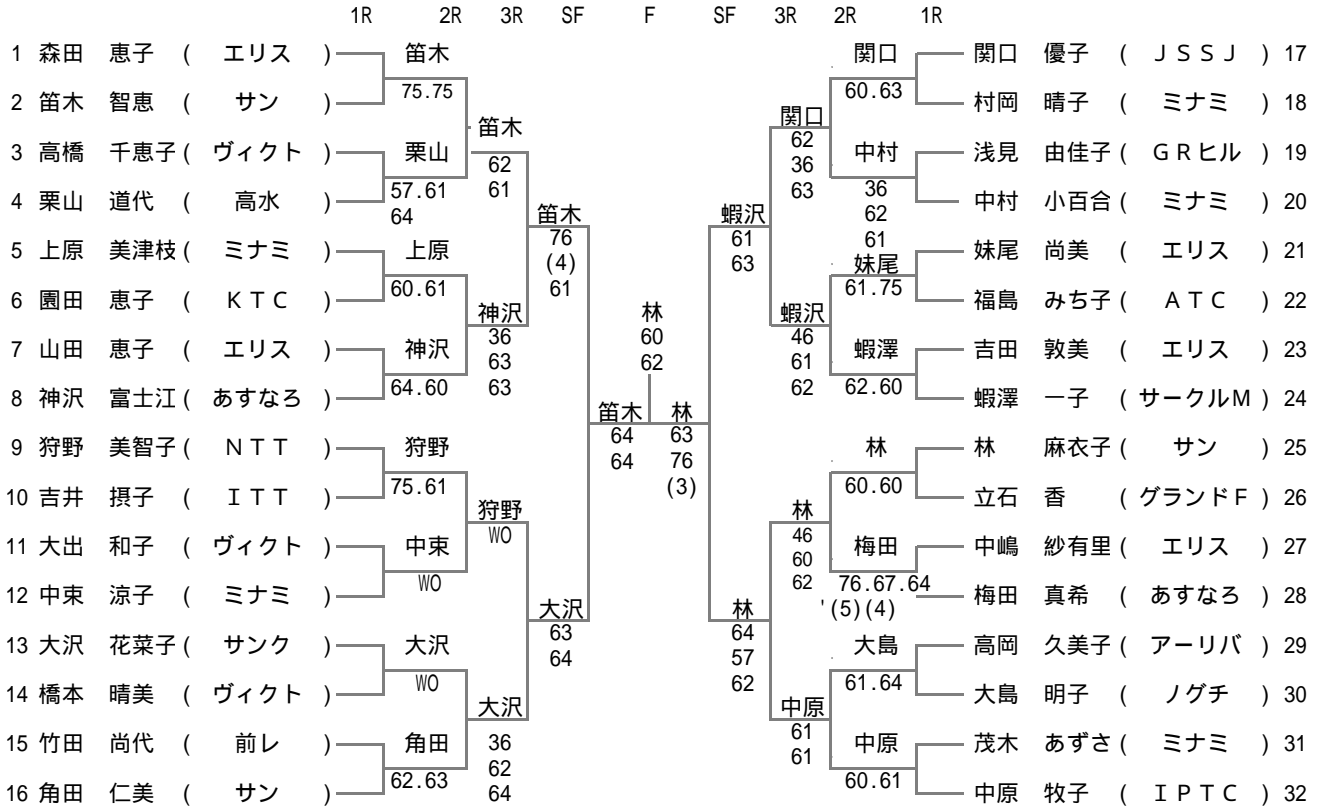 1R 2R 3R SF F SF 3R 2R 1R
1 森田 恵子 ( エリス ) 笛木 関口 関口 優子 ( ＪＳＳＪ ) 17
75.75 60.63
2 笛木 智恵 ( サン ) 村岡 晴子 ( ミナミ ) 18
笛木 関口
3 高橋 千恵子 ( ヴィクト ) 栗山 62 62 中村 浅見 由佳子 ( ＧＲヒル ) 19
57.61 61 36 36
4 栗山 道代 ( 高水 ) 64 63 62 中村 小百合 ( ミナミ ) 20
笛木 蝦沢 61
5 上原 美津枝 ( ミナミ ) 上原 76 61 妹尾 妹尾 尚美 ( エリス ) 21
60.61 (4) 63 61.75
6 園田 恵子 ( ＫＴＣ ) 61 福島 みち子 ( ＡＴＣ ) 22
神沢 林 蝦沢
7 山田 恵子 ( エリス ) 神沢 36 60 46 蝦澤 吉田 敦美 ( エリス ) 23
64.60 63 62 61 62.60
8 神沢 富士江 ( あすなろ ) 63 62 蝦澤 一子 ( サークルＭ ) 24
笛木 林
9 狩野 美智子 ( ＮＴＴ ) 狩野 64 63 林 林 麻衣子 ( サン ) 25
75.61 64 76 60.60
10 吉井 摂子 ( ＩＴＴ ) (3) 立石 香 ( グランドＦ ) 26
狩野 林
11 大出 和子 ( ヴィクト ) 中束 WO 46 梅田 中嶋 紗有里 ( エリス ) 27
WO 60 76.67.64
12 中束 涼子 ( ミナミ ) 62 '(5)(4) 梅田 真希 ( あすなろ ) 28
大沢 林
13 大沢 花菜子 ( サンク ) 大沢 63 64 大島 高岡 久美子 ( アーリバ ) 29
WO 64 57 61.64
14 橋本 晴美 ( ヴィクト ) 62 大島 明子 ( ノグチ ) 30
大沢 中原
15 竹田 尚代 ( 前レ ) 角田 36 61 中原 茂木 あずさ ( ミナミ ) 31
62.63 62 61 60.61
16 角田 仁美 ( サン ) 64 中原 牧子 ( ＩＰＴＣ ) 32